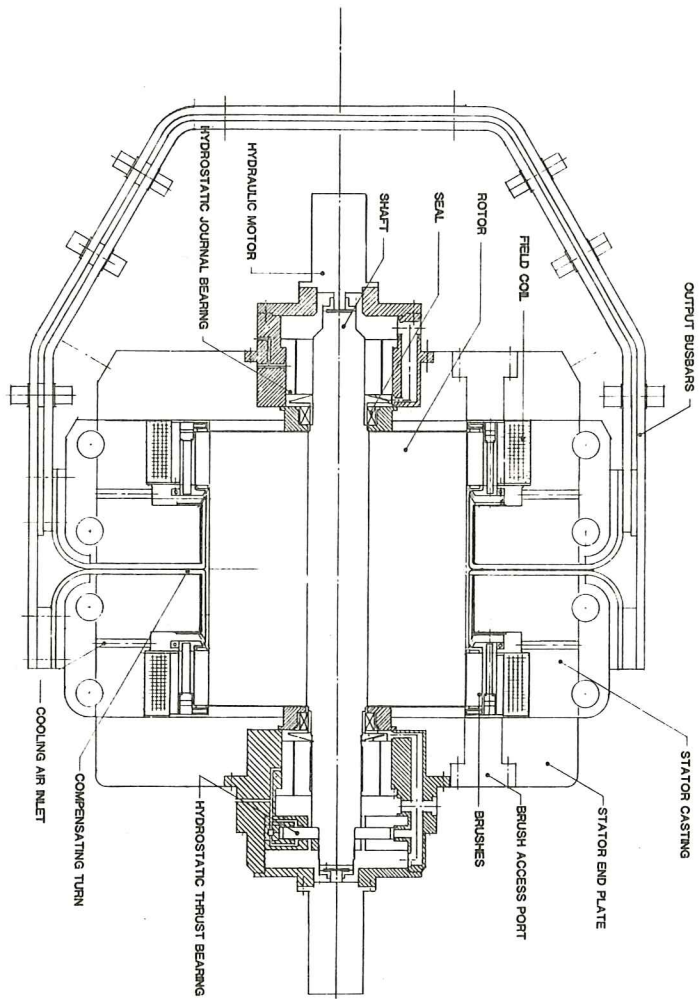 OUTPUT BUSBARS
FIELD COIL
ROTOR
SEAL
SHAFT
HYDRAULIC MOTOR
HYDROSTATIC JOURNAL BEARING
STATOR CASTING
STATOR END PLATE
BRUSH ACCESS PORT
BRUSHES
HYDROSTATIC THRUST BEARING
COMPENSATING TURN
COOLING AIR INLET